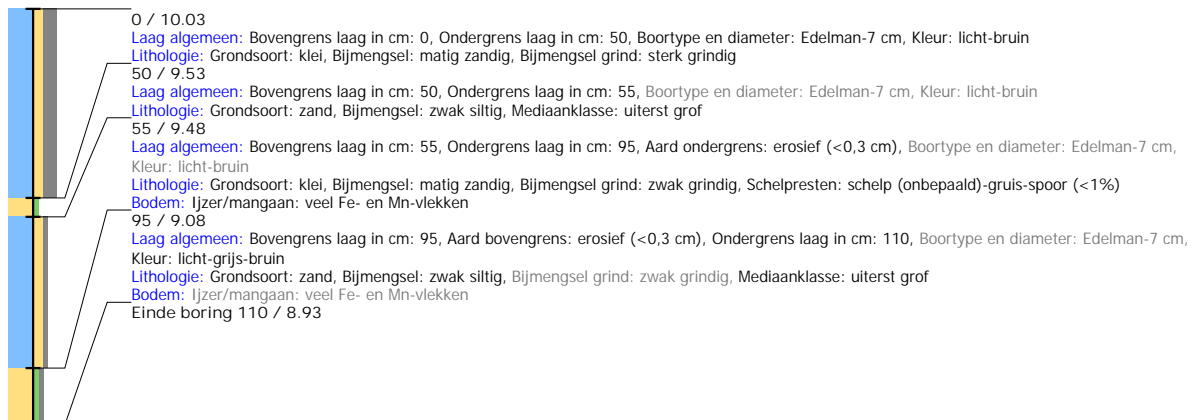 0 / 10.03
Laag algemeen: Bovengrens laag in cm: 0, Ondergrens laag in cm: 50, Boortype en diameter: Edelman-7 cm, Kleur: licht-bruin
Lithologie: Grondsoort: klei, Bijmengsel: matig zandig, Bijmengsel grind: sterk grindig
50 / 9.53
Laag algemeen: Bovengrens laag in cm: 50, Ondergrens laag in cm: 55, Boortype en diameter: Edelman-7 cm, Kleur: licht-bruin
Lithologie: Grondsoort: zand, Bijmengsel: zwak siltig, Mediaanklasse: uiterst grof
55 / 9.48
Laag algemeen: Bovengrens laag in cm: 55, Ondergrens laag in cm: 95, Aard ondergrens: erosief (<0,3 cm), Boortype en diameter: Edelman-7 cm,
Kleur: licht-bruin
Lithologie: Grondsoort: klei, Bijmengsel: matig zandig, Bijmengsel grind: zwak grindig, Schelpresten: schelp (onbepaald)-gruis-spoor (<1%)
Bodem: Ijzer/mangaan: veel Fe- en Mn-vlekken
95 / 9.08
Laag algemeen: Bovengrens laag in cm: 95, Aard bovengrens: erosief (<0,3 cm), Ondergrens laag in cm: 110, Boortype en diameter: Edelman-7 cm,
Kleur: licht-grijs-bruin
Lithologie: Grondsoort: zand, Bijmengsel: zwak siltig, Bijmengsel grind: zwak grindig, Mediaanklasse: uiterst grof
Bodem: Ijzer/mangaan: veel Fe- en Mn-vlekken
Einde boring 110 / 8.93